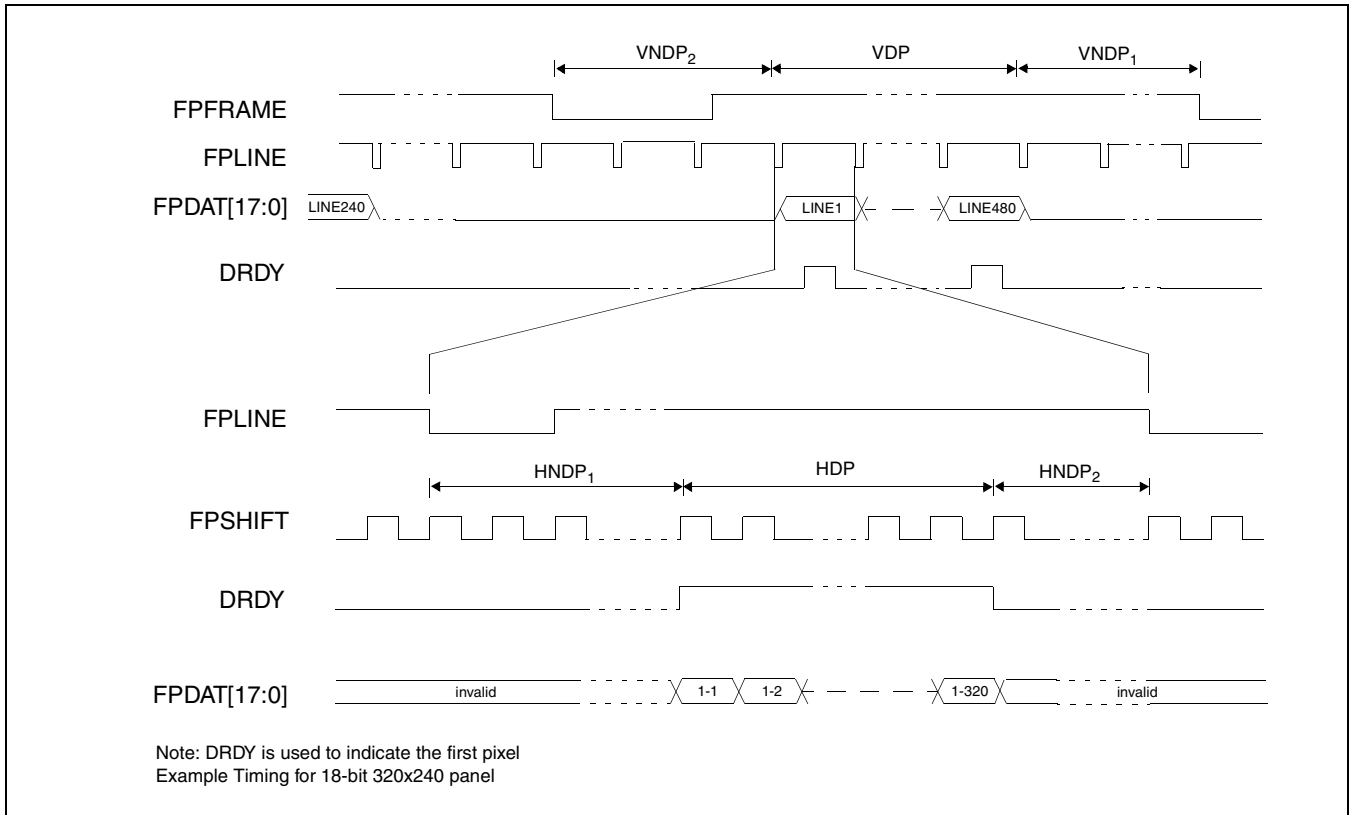 VNDP2 VDP VNDP1
FPFRAME
FPLINE
FPDAT[17:0] LINE240 LINE1 LINE480
DRDY
FPLINE
HNDP1 HDP HNDP2
FPSHIFT
DRDY
FPDAT[17:0] invalid 1-1 1-2 1-320 invalid
Note: DRDY is used to indicate the first pixel
Example Timing for 18-bit 320x240 panel